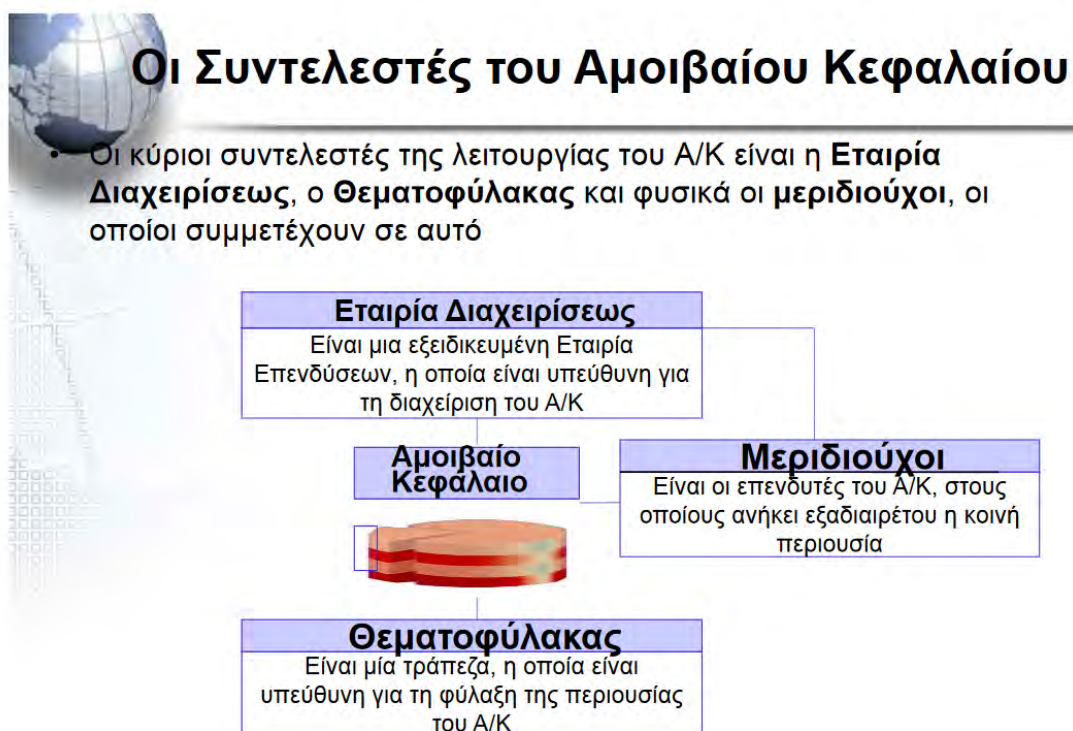 Οι Συντελεστές του Αμοιβαίου Κεφαλαίου
• Οι κύριοι συντελεστές της λειτουργίας του Α/Κ είναι η Εταιρία
Διαχειρίσεως, ο Θεματοφύλακας και φυσικά οι μεριδιούχοι, οι
οποίοι συμμετέχουν σε αυτό
Εταιρία Διαχειρίσεως
Είναι μια εξειδικευμένη Εταιρία
Επενδύσεων, η οποία είναι υπεύθυνη για
τη διαχείριση του Α/Κ
Αμοιβαίο
Κεφάλαιο
Μεριδιούχοι
Είναι οι επενδυτές του Α/Κ, στους
οποίους ανήκει εξαδιαιρέτου η κοινή
περιουσία
Θεματοφύλακας
Είναι μία τράπεζα, η οποία είναι
υπεύθυνη για τη φύλαξη της περιουσίας
του Α/Κ